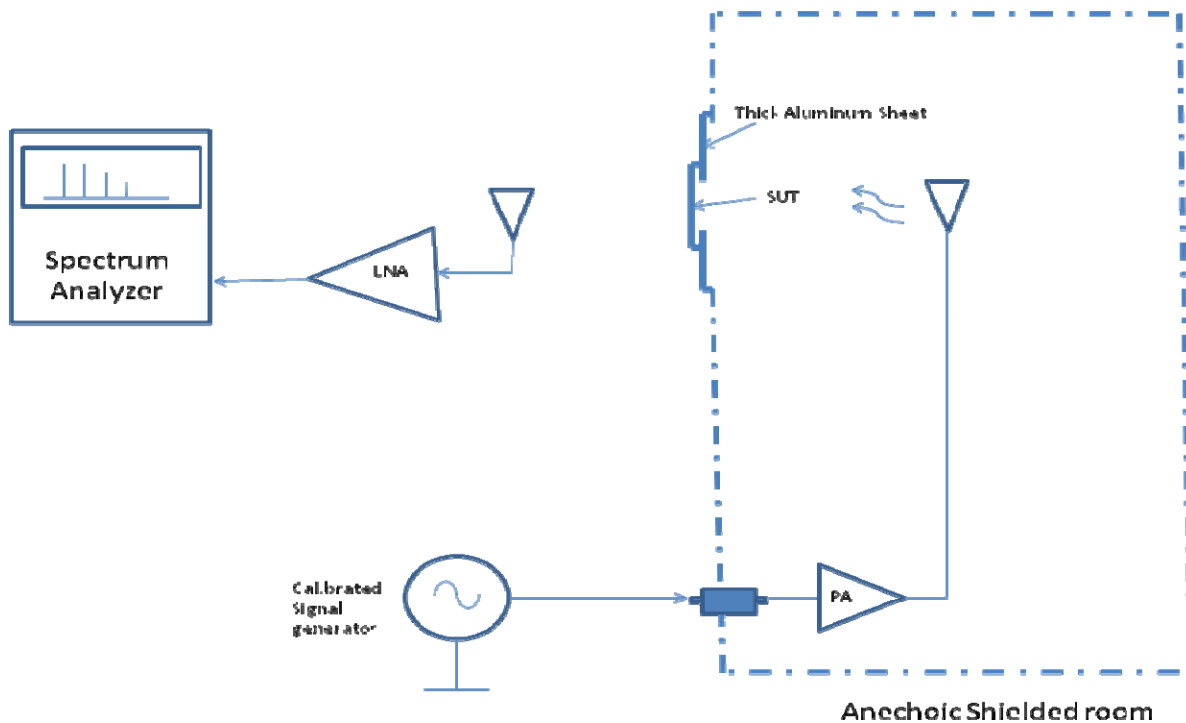 Thick Aluminum Sheet
SUT
LNA
Spectrum
Analyzer
Calibrated
Signal
generator
PA
Anechoic Shielded room